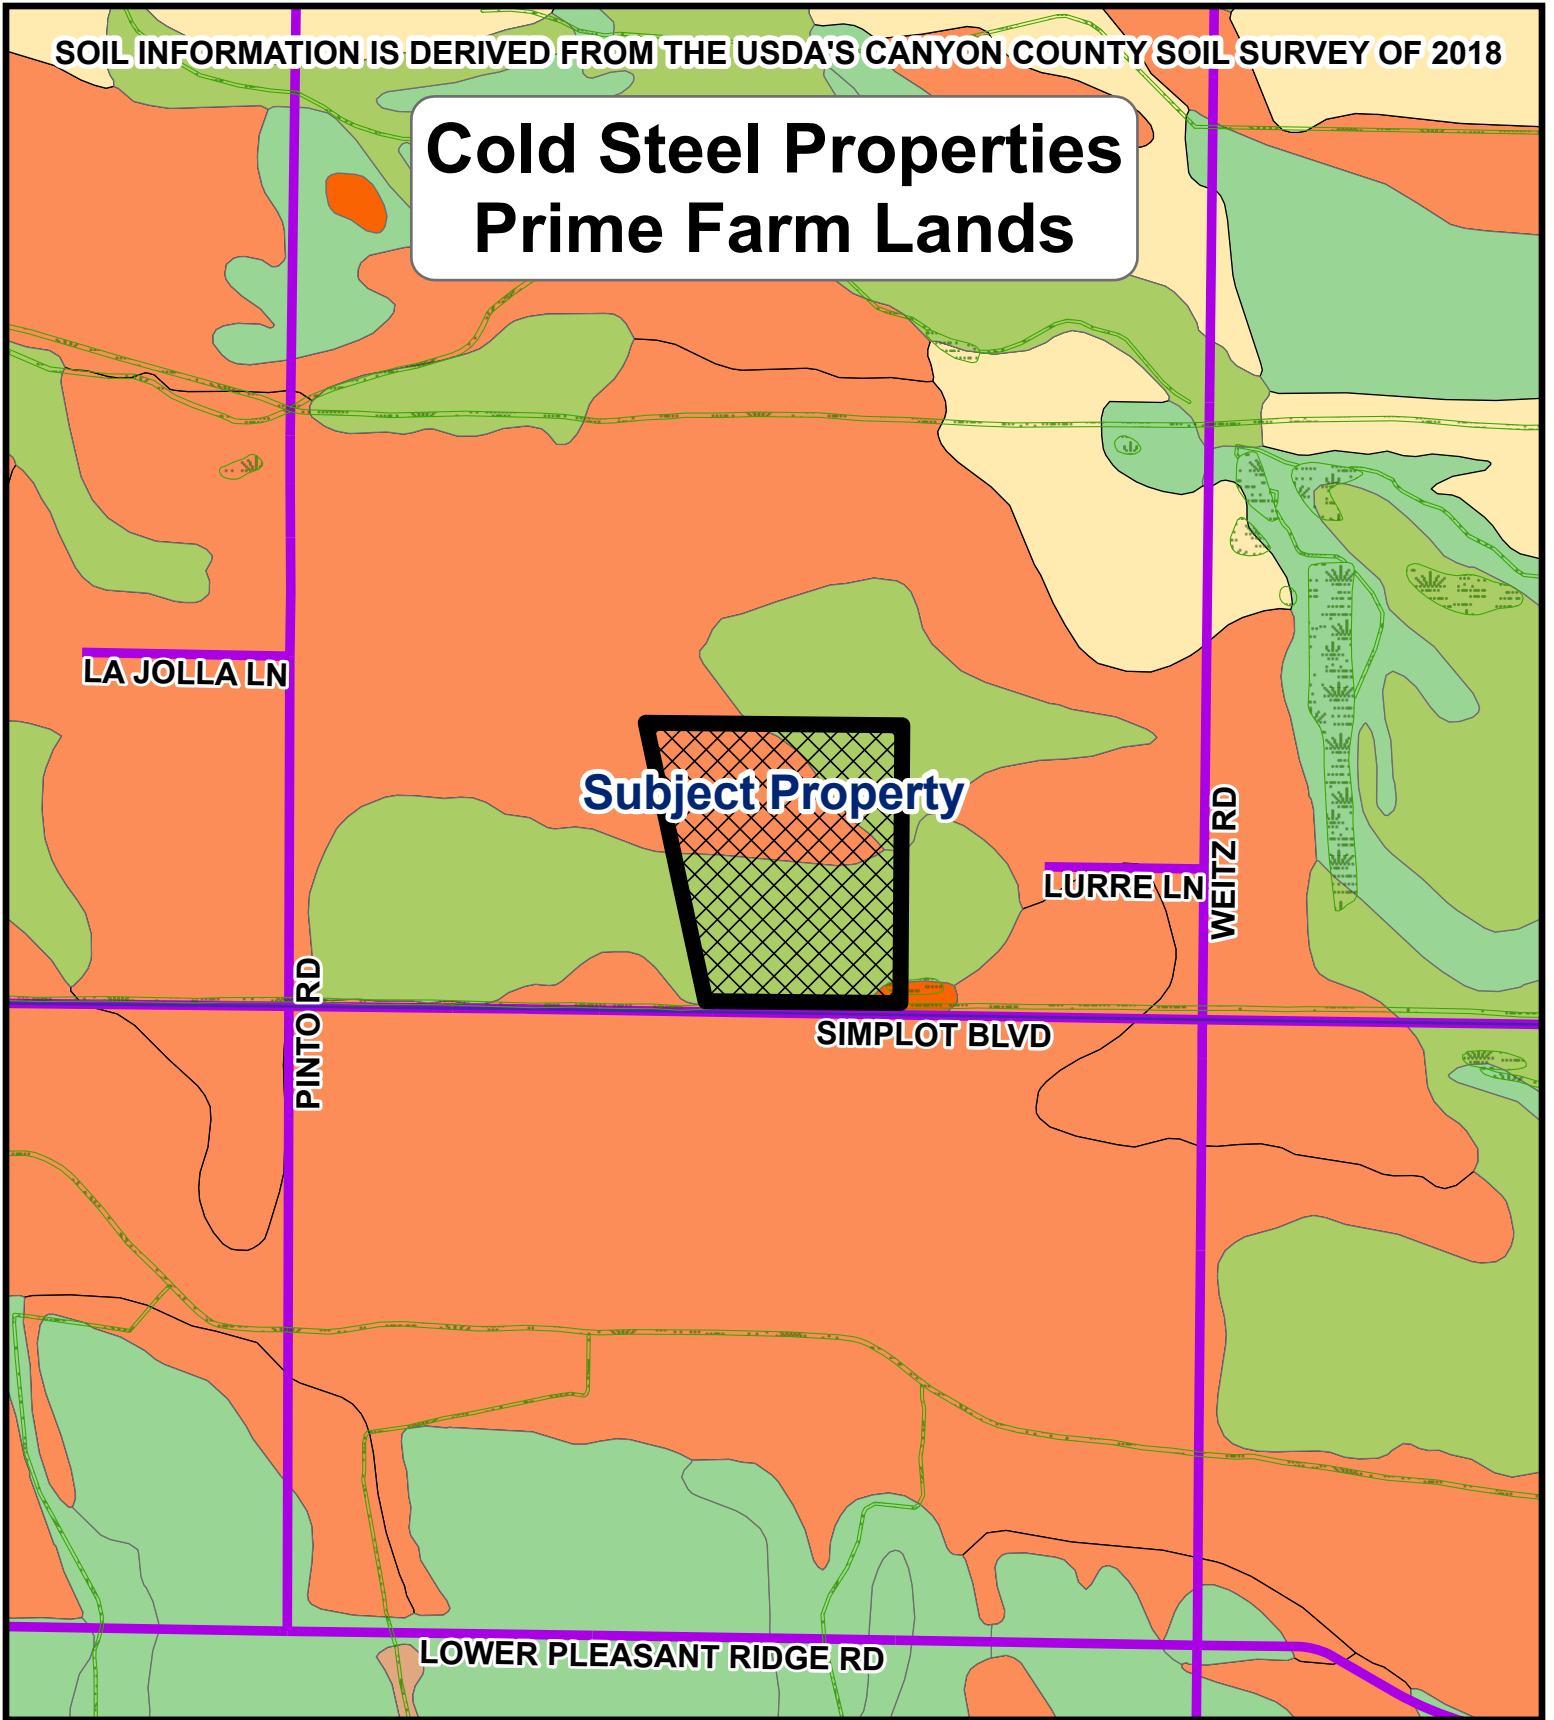 SOIL INFORMATION IS DERIVED FROM THE USDA'S CANYON COUNTY SOIL SURVEY OF 2018
Cold Steel Properties
Prime Farm Lands
LA JOLLA LN
Subject Property
WEITZ RD
LURRE LN
PINTO RD
SIMPLOT BLVD
LOWER PLEASANT RIDGE RD